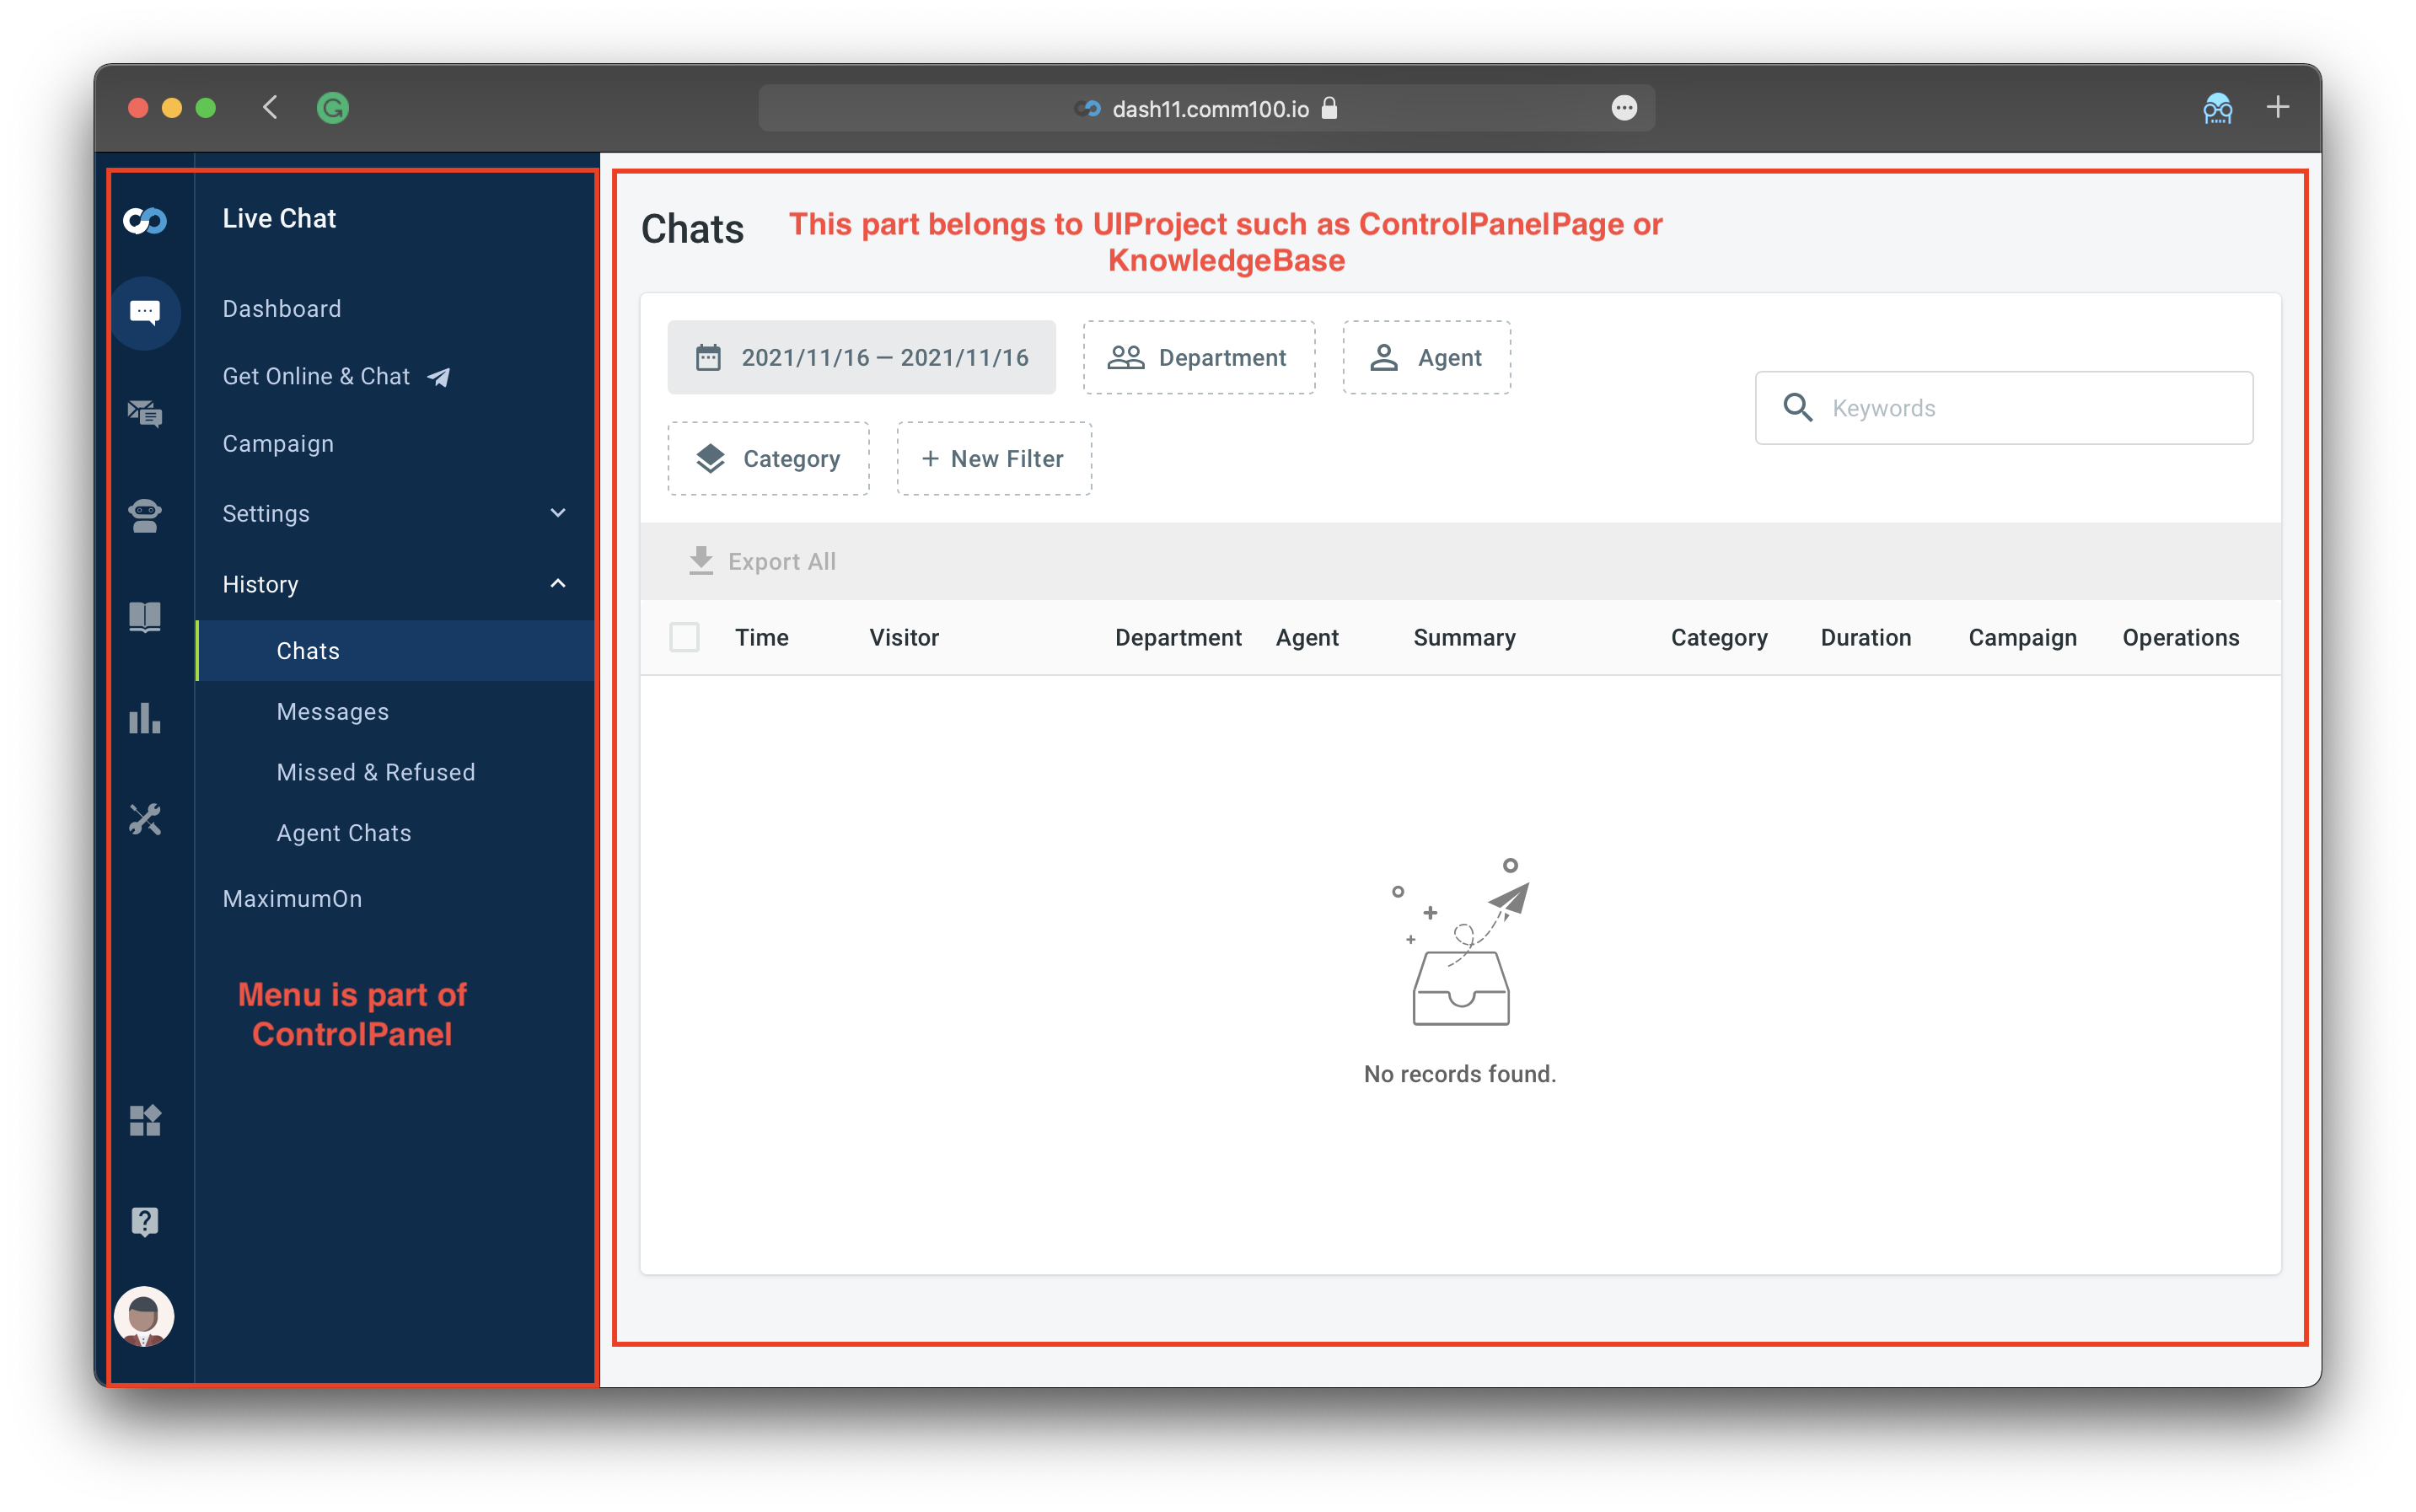 dash11.comm100.io
Live Chat
Dashboard
Get Online & Chat
Campaign
Settings
History
Chats
Messages
Missed & Refused
Agent Chats
MaximumOn
Menu is part of
ControlPanel
Chats
This part belongs to UIProject such as ControlPanelPage or
KnowledgeBase
2021/11/16 — 2021/11/16
Department
Agent
Category
+ New Filter
Keywords
Export All
Time Visitor Department Agent Summary Category Duration Campaign Operations
No records found.